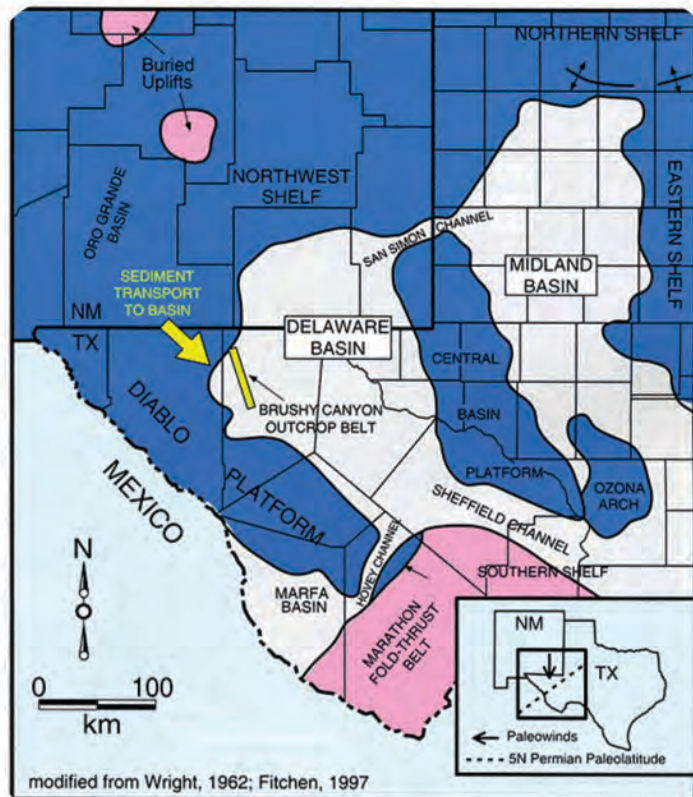 NORTHERN SHELF
Buried
Uplifts
NORTHWEST
SHELF
ORO GRANDE
BASIN
EASTERN SHELF
SAN SIMON CHANNEL
MIDLAND
BASIN
SEDIMENT
TRANSPORT
TO BASIN
NM
TX
DELAWARE
BASIN
CENTRAL
BASIN
PLATFORM
BRUSHY CANYON
OUTCROP BELT
DIABLO
PLATFORM
MEXICO
OZONA
ARCH
SHEFFIELD
CHANNEL
HOVEY CHANNEL
SOUTHERN SHELF
MARFA
BASIN
MARATHON
FOLD-THRUST
BELT
N
0 100
km
NM
TX
Paleowinds
5N Permian Paleolatitude
modified from Wright, 1962; Fitchen, 1997